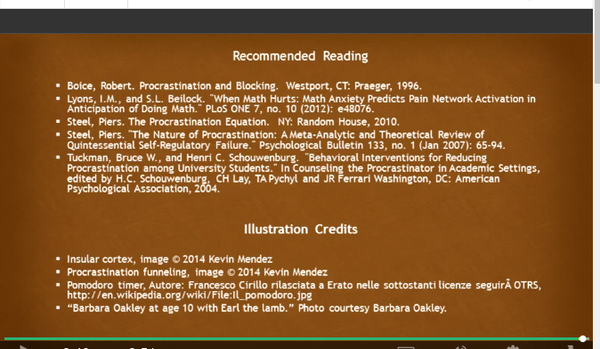 Recommended Reading
Boice, Robert. Procrastination and Blocking. Westport, CT: Praeger, 1996.
Lyons, I.M., and S.L. Beilock. "When Math Hurts: Math Anxiety Predicts Pain Network Activation in
Anticipation of Doing Math." PLoS ONE 7, no. 10 (2012): e48076.
Steel, Piers. The Procrastination Equation. NY: Random House, 2010.
Steel, Piers. "The Nature of Procrastination: A Meta-Analytic and Theoretical Review of
Quintessential Self-Regulatory Failure." Psychological Bulletin 133, no. 1 (Jan 2007): 65-94.
Tuckman, Bruce W., and Henri C. Schouwenburg. "Behavioral Interventions for Reducing
Procrastination among University Students." In Counseling the Procrastinator in Academic Settings,
edited by H.C. Schouwenburg, CH Lay, TA Pychyl and JR Ferrari Washington, DC: American
Psychological Association, 2004.
Illustration Credits
Insular cortex, image © 2014 Kevin Mendez
Procrastination funneling, image © 2014 Kevin Mendez
Pomodoro timer, Autore: Francesco Cirillo rilasciata a Erato nelle sottostanti licenze seguirÃ OTRS,
http://en.wikipedia.org/wiki/File:Il_pomodoro.jpg
“Barbara Oakley at age 10 with Earl the lamb.” Photo courtesy Barbara Oakley.